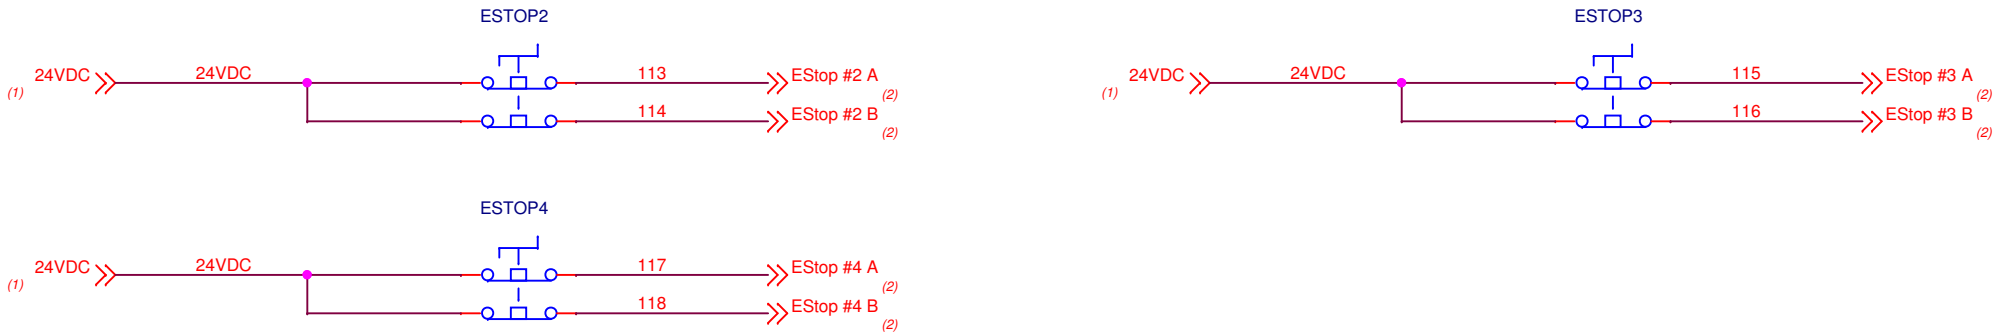 ESTOP2
24VDC
(1)
24VDC
113
EStop #2 A
(2)
114
EStop #2 B
(2)
ESTOP3
24VDC
(1)
24VDC
115
EStop #3 A
(2)
116
EStop #3 B
(2)
ESTOP4
24VDC
(1)
24VDC
117
EStop #4 A
(2)
118
EStop #4 B
(2)